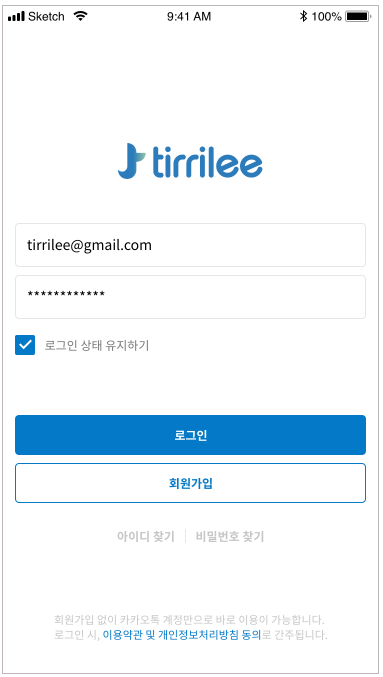 Sketch 9:41 AM 100%
tirrilee
tirrilee@gmail.com
************
로그인 상태 유지하기
로그인
회원가입
아이디 찾기 | 비밀번호 찾기
회원가입 없이 카카오톡 계정만으로 바로 이용이 가능합니다.
로그인 시, 이용약관 및 개인정보처리방침 동의로 간주됩니다.